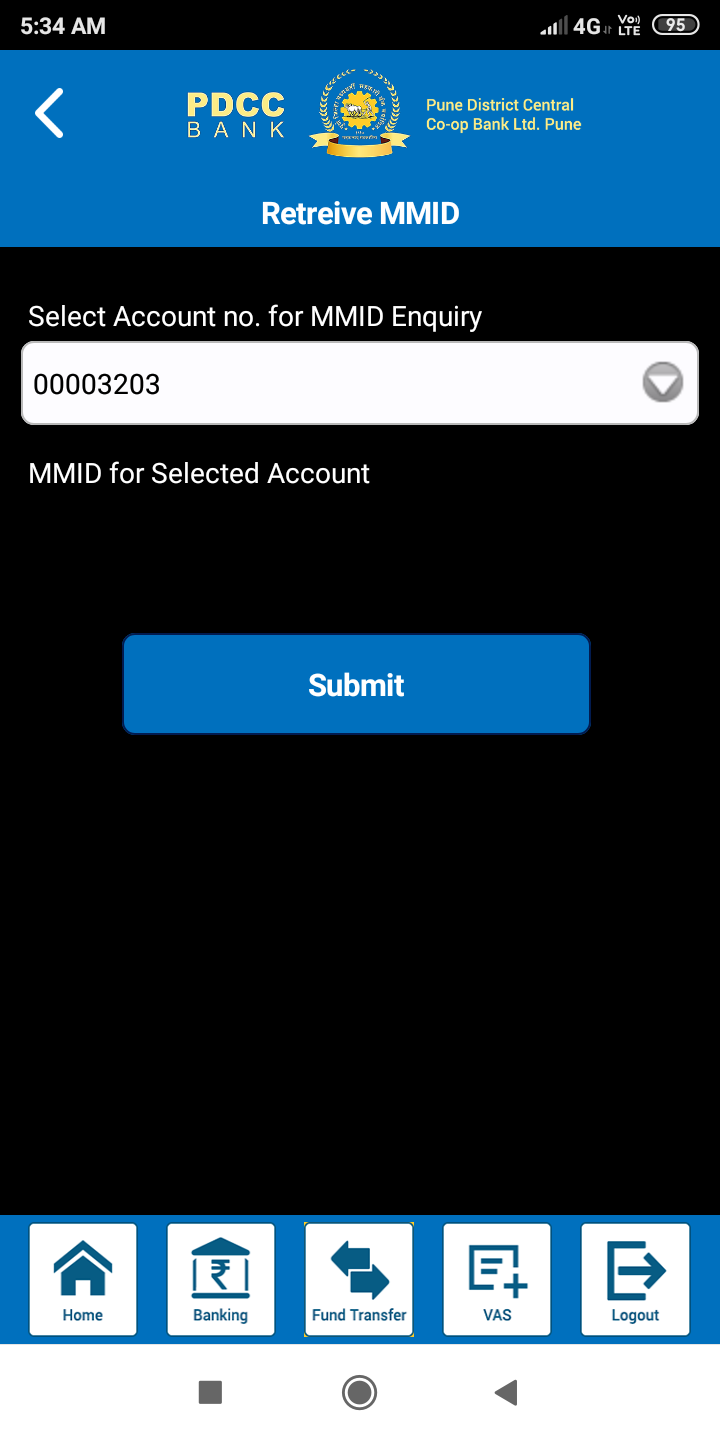 5:34 AM 4G Vo) LTE 95
PDCC
BANK
Pune District Central
Co-op Bank Ltd. Pune
Retreive MMID
Select Account no. for MMID Enquiry
00003203
MMID for Selected Account
Submit
Home Banking Fund Transfer VAS Logout